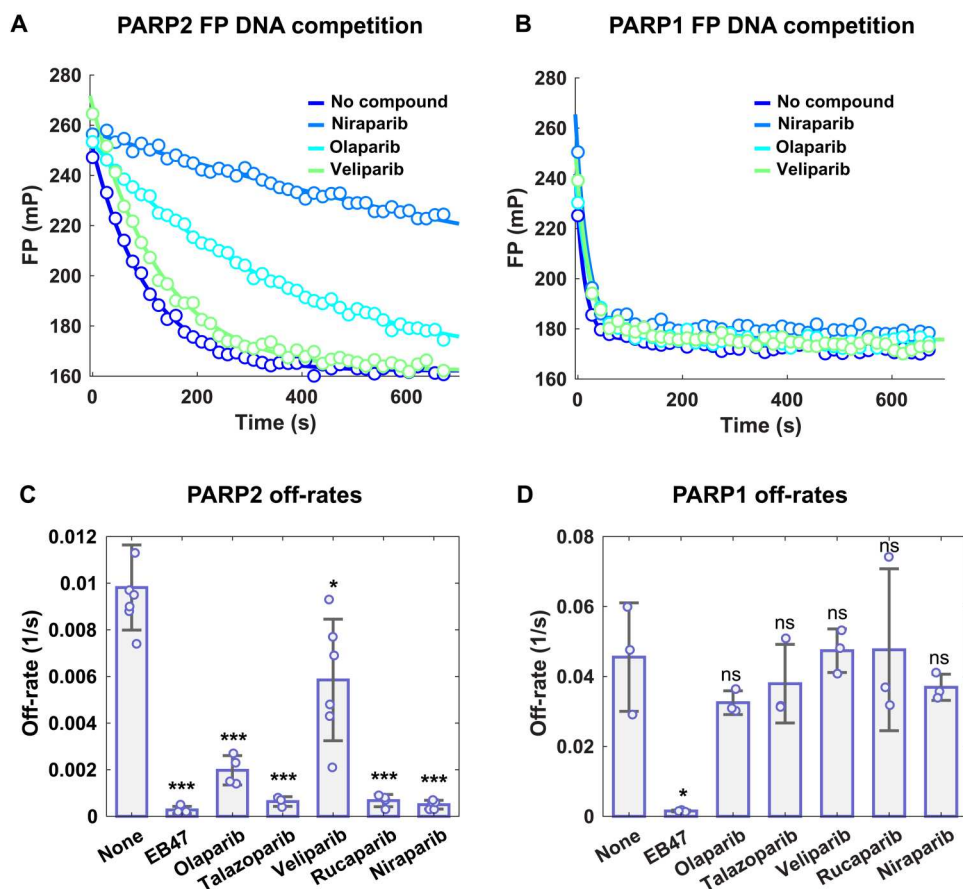 A
PARP2 FP DNA competition
280
260
240
220
200
180
160
FP (mP)
0
200
400
600
Time (s)
No compound
Niraparib
Olaparib
Veliparib
B
PARP1 FP DNA competition
280
260
240
220
200
180
160
FP (mP)
0
200
400
600
Time (s)
No compound
Niraparib
Olaparib
Veliparib
C
PARP2 off-rates
0.012
0.01
0.008
0.006
0.004
0.002
0
Off-rate (1/s)
***
***
***
*
***
***
None
EB47
Olaparib
Talazoparib
Veliparib
Rucaparib
Niraparib
D
PARP1 off-rates
0.08
0.06
0.04
0.02
0
Off-rate (1/s)
*
ns
ns
ns
ns
ns
None
EB47
Olaparib
Talazoparib
Veliparib
Rucaparib
Niraparib